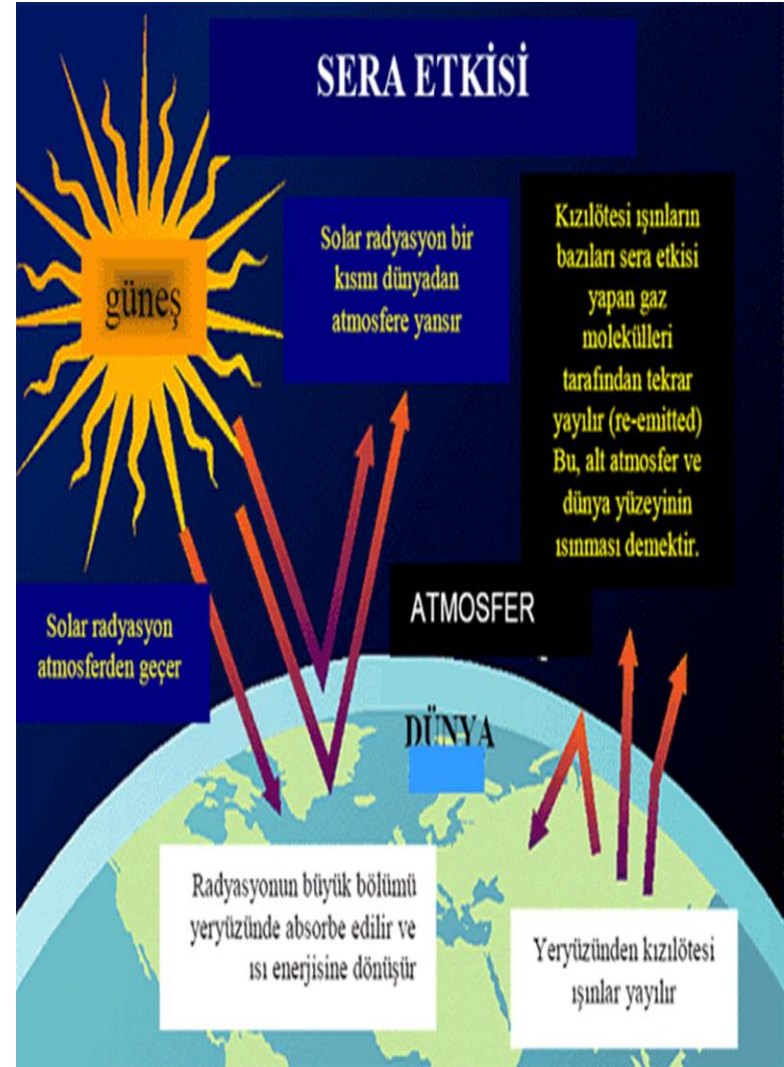 SERA ETKİSİ
güneş
Solar radyasyon bir
kısmı dünyadan
atmosfere yansır
Kızılötesi ışınların
bazıları sera etkisi
yapan gaz
molekülleri
tarafından tekrar
yayılır (re-emitted)
Bu, alt atmosfer ve
dünya yüzeyinin
ısınması demektir.
Solar radyasyon
atmosferden geçer
ATMOSFER
DÜNYA
Radyasyonun büyük bölümü
yeryüzünde absorbe edilir ve
ısı enerjisine dönüşür
Yeryüzünden kızılötesi
ışınlar yayılır